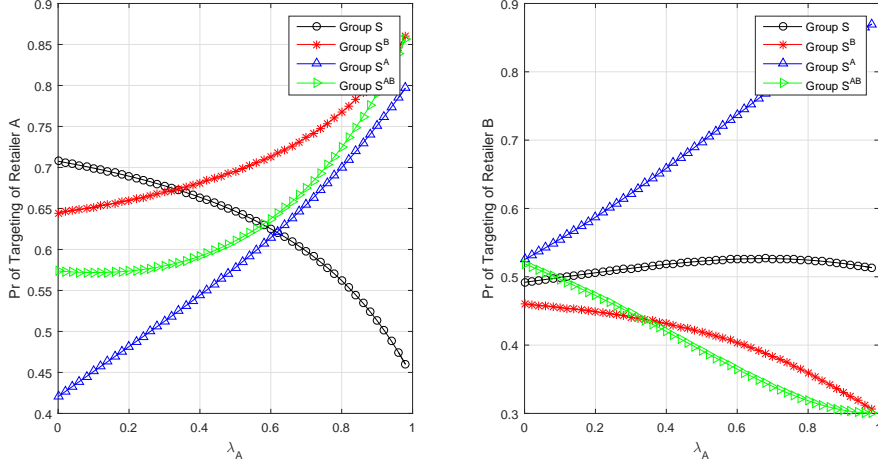 0.9
0.85
0.8
0.75
0.7
0.65
0.6
0.55
0.5
0.45
0.4
0
0.2
0.4
0.6
0.8
1
Pr of Targeting of Retailer A
λ_A
Group S
Group S^B
Group S^A
Group S^AB
0.9
0.8
0.7
0.6
0.5
0.4
0.3
0
0.2
0.4
0.6
0.8
1
Pr of Targeting of Retailer B
λ_A
Group S
Group S^B
Group S^A
Group S^AB